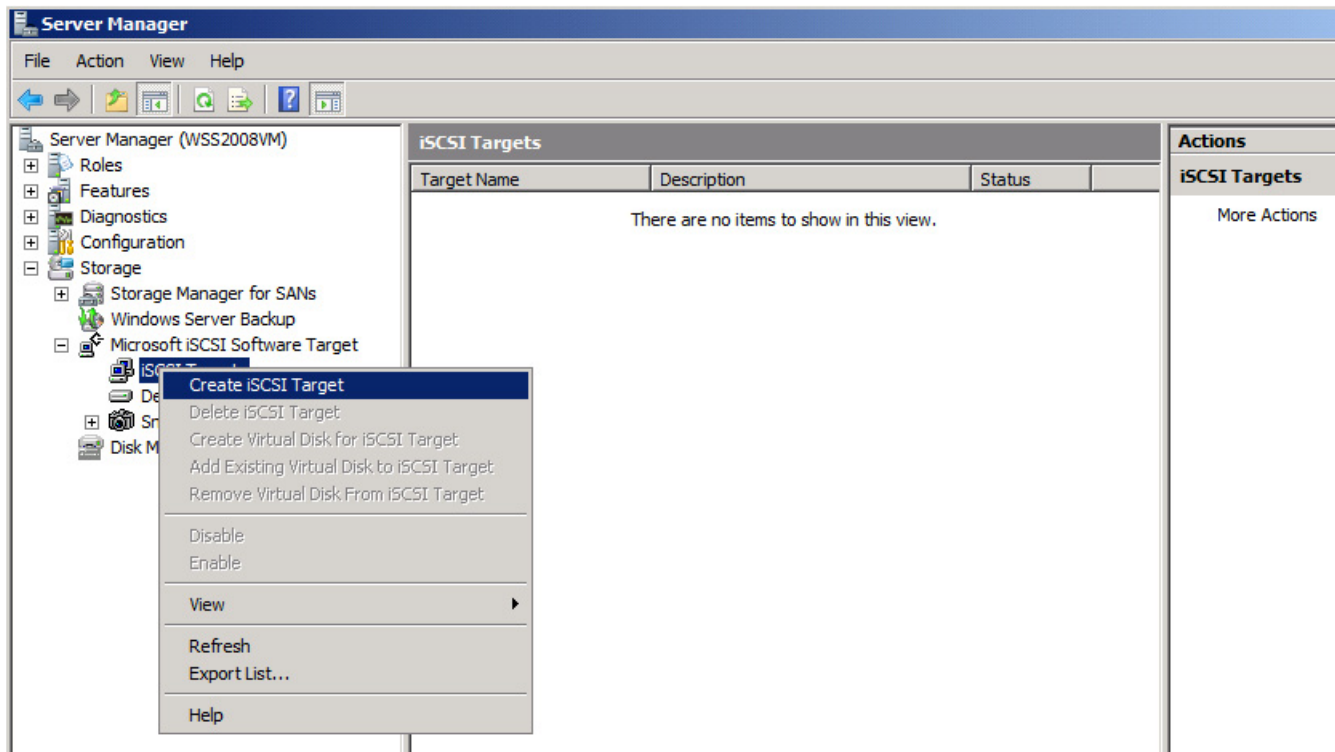 Server Manager
File Action View Help
Server Manager (WSS2008VM)
Roles
Features
Diagnostics
Configuration
Storage
Storage Manager for SANs
Windows Server Backup
Microsoft iSCSI Software Target
De
Sn
Disk M
Create iSCSI Target
Delete iSCSI Target
Create Virtual Disk for iSCSI Target
Add Existing Virtual Disk to iSCSI Target
Remove Virtual Disk From iSCSI Target
Disable
Enable
View
Refresh
Export List...
Help
iSCSI Targets
Target Name Description Status
There are no items to show in this view.
Actions
iSCSI Targets
More Actions